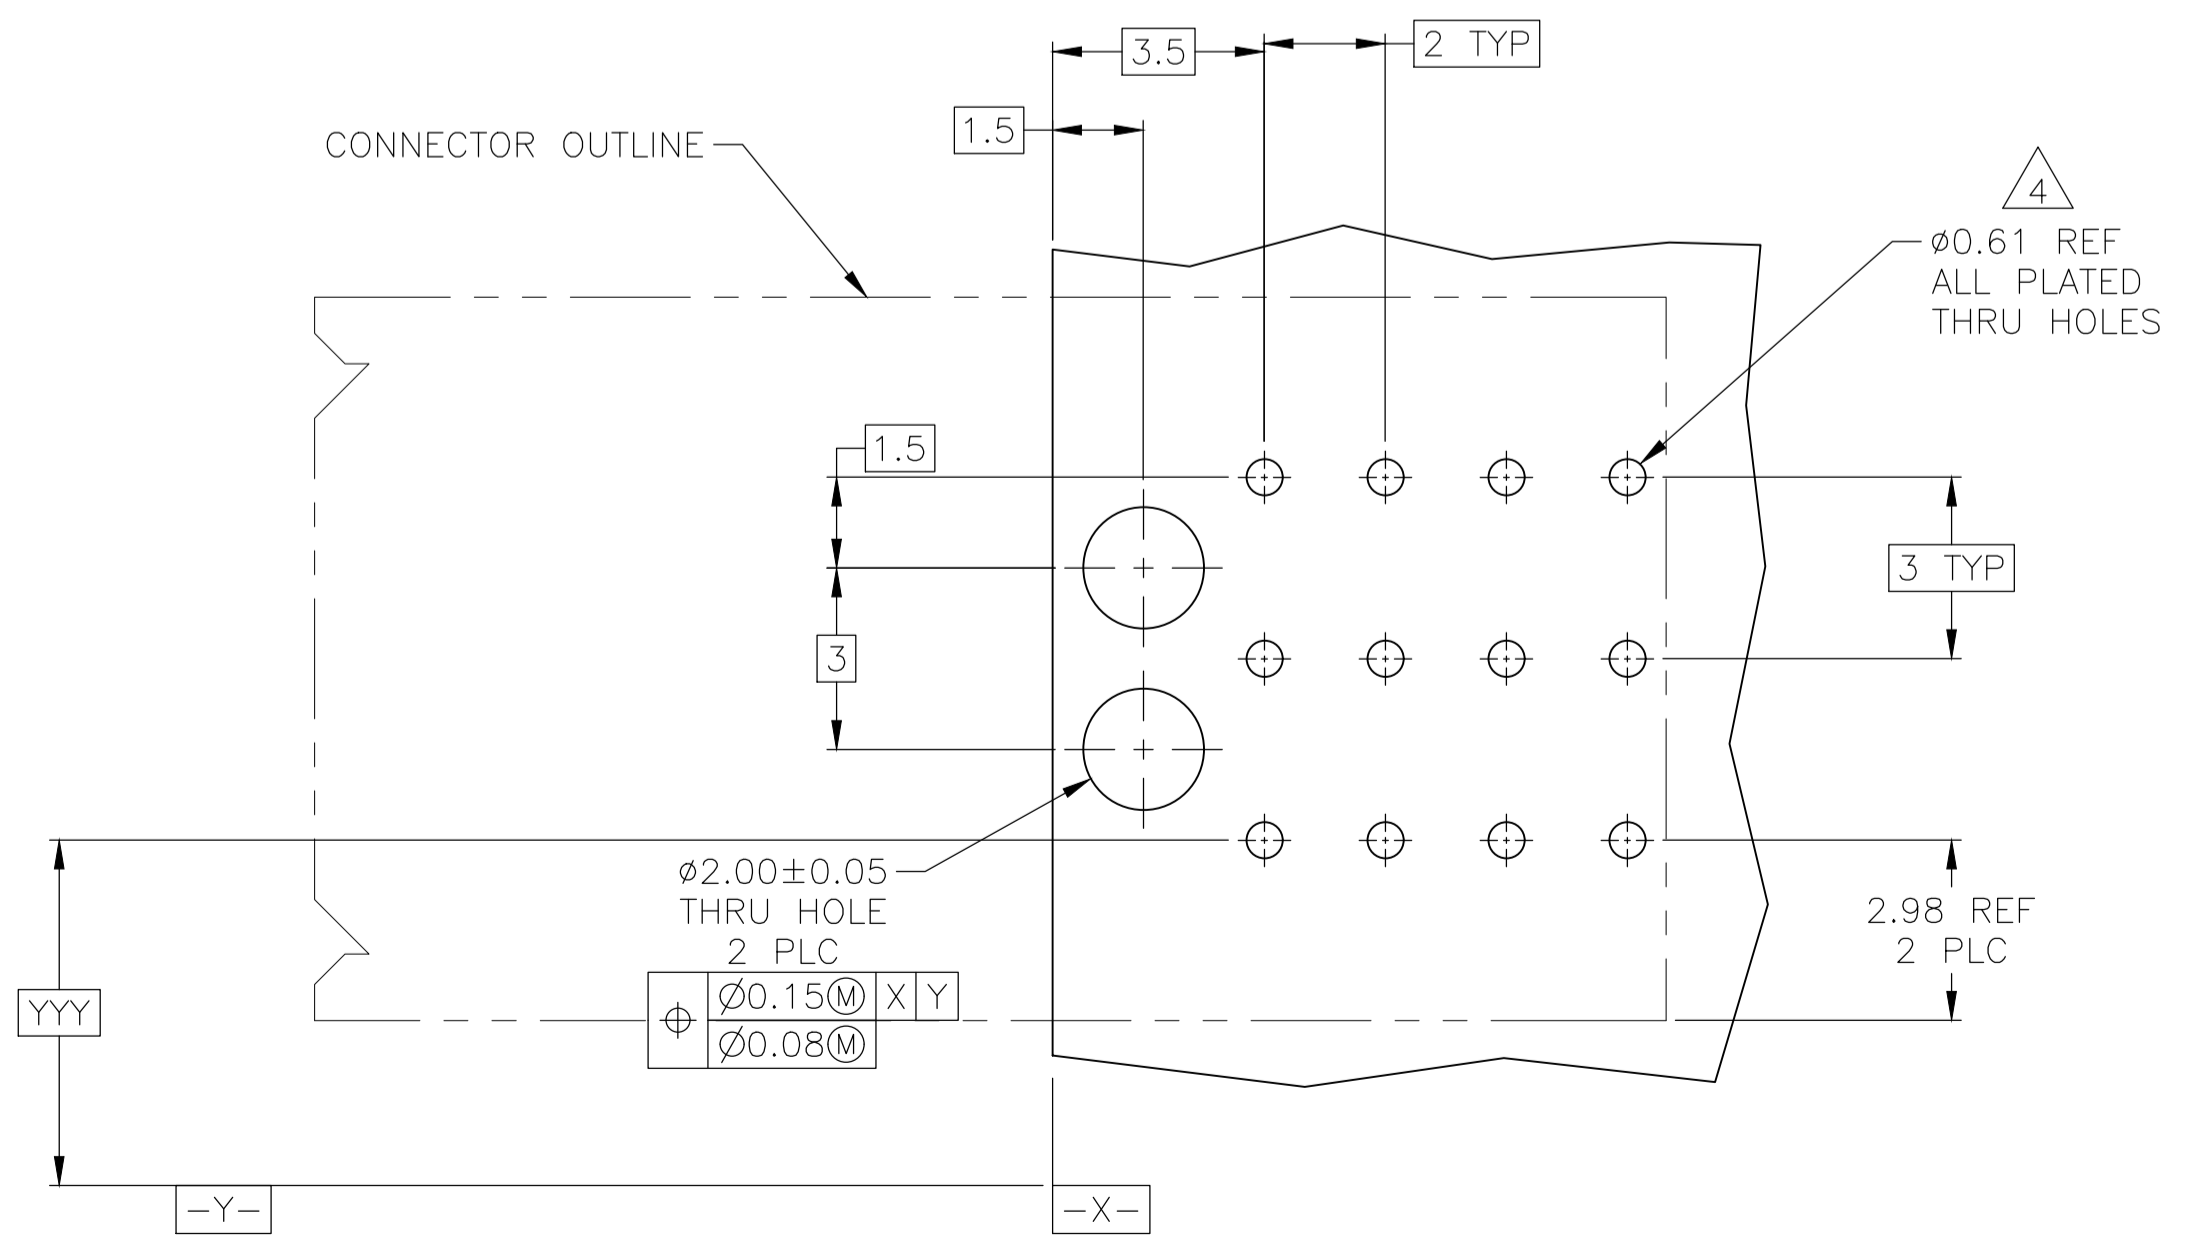 3.5
2 TYP
1.5
CONNECTOR OUTLINE
4
ø0.61 REF
ALL PLATED
THRU HOLES
1.5
3 TYP
3
ø2.00±0.05
THRU HOLE
2 PLC
2.98 REF
2 PLC
⌖ Ø0.15Ⓜ X Y
Ø0.08Ⓜ
YYY
-Y-
-X-